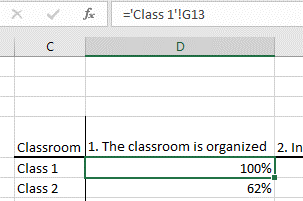 fx ='Class 1'!G13
C D
Classroom 1. The classroom is organized 2. In
Class 1 100%
Class 2 62%